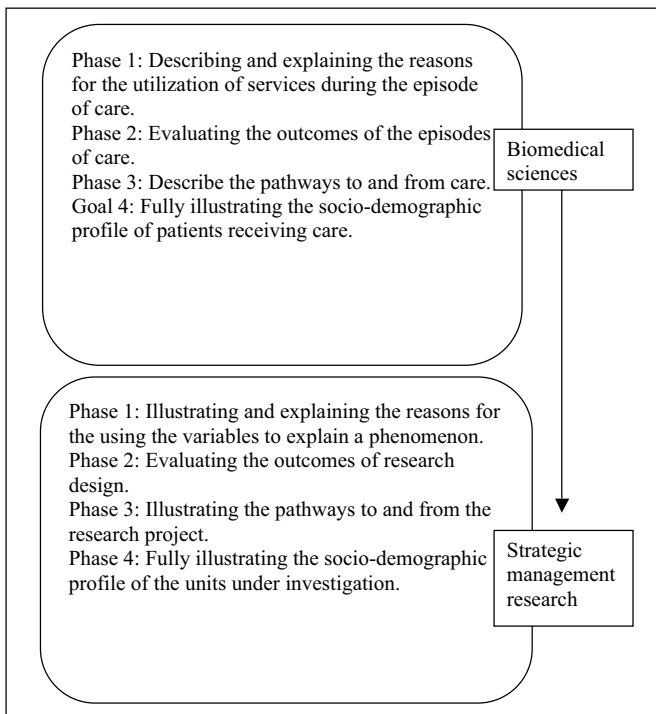 Phase 1: Describing and explaining the reasons
for the utilization of services during the episode
of care.
Phase 2: Evaluating the outcomes of the episodes
of care.
Phase 3: Describe the pathways to and from care.
Goal 4: Fully illustrating the socio-demographic
profile of patients receiving care.
Biomedical
sciences
Phase 1: Illustrating and explaining the reasons for
the using the variables to explain a phenomenon.
Phase 2: Evaluating the outcomes of research
design.
Phase 3: Illustrating the pathways to and from the
research project.
Phase 4: Fully illustrating the socio-demographic
profile of the units under investigation.
Strategic
management
research